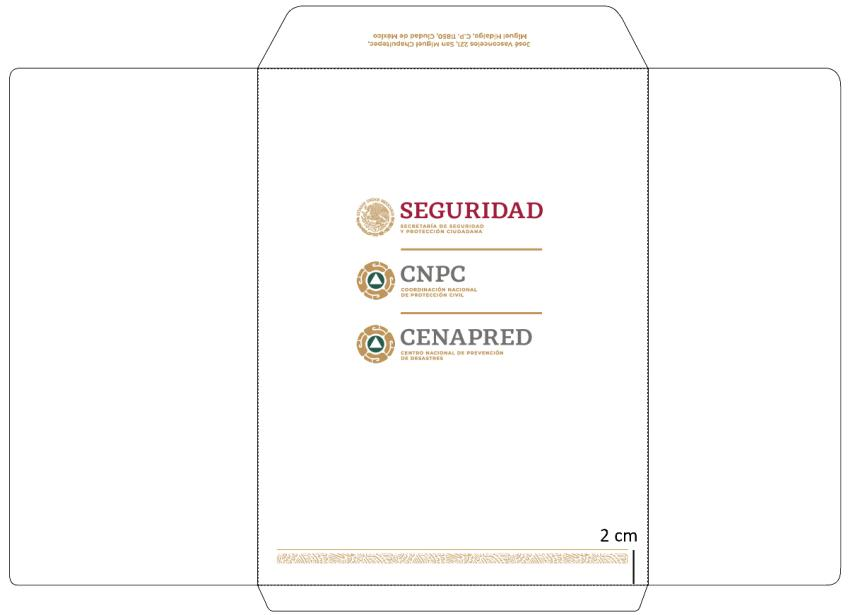 José Vasconcelos 221, San Miguel Chapultepec,
Miguel Hidalgo, C.P. 11850, Ciudad de México
SEGURIDAD
SECRETARÍA DE SEGURIDAD
Y PROTECCIÓN CIUDADANA
CNPC
COORDINACIÓN NACIONAL
DE PROTECCIÓN CIVIL
CENAPRED
CENTRO NACIONAL DE PREVENCIÓN
DE DESASTRES
2 cm